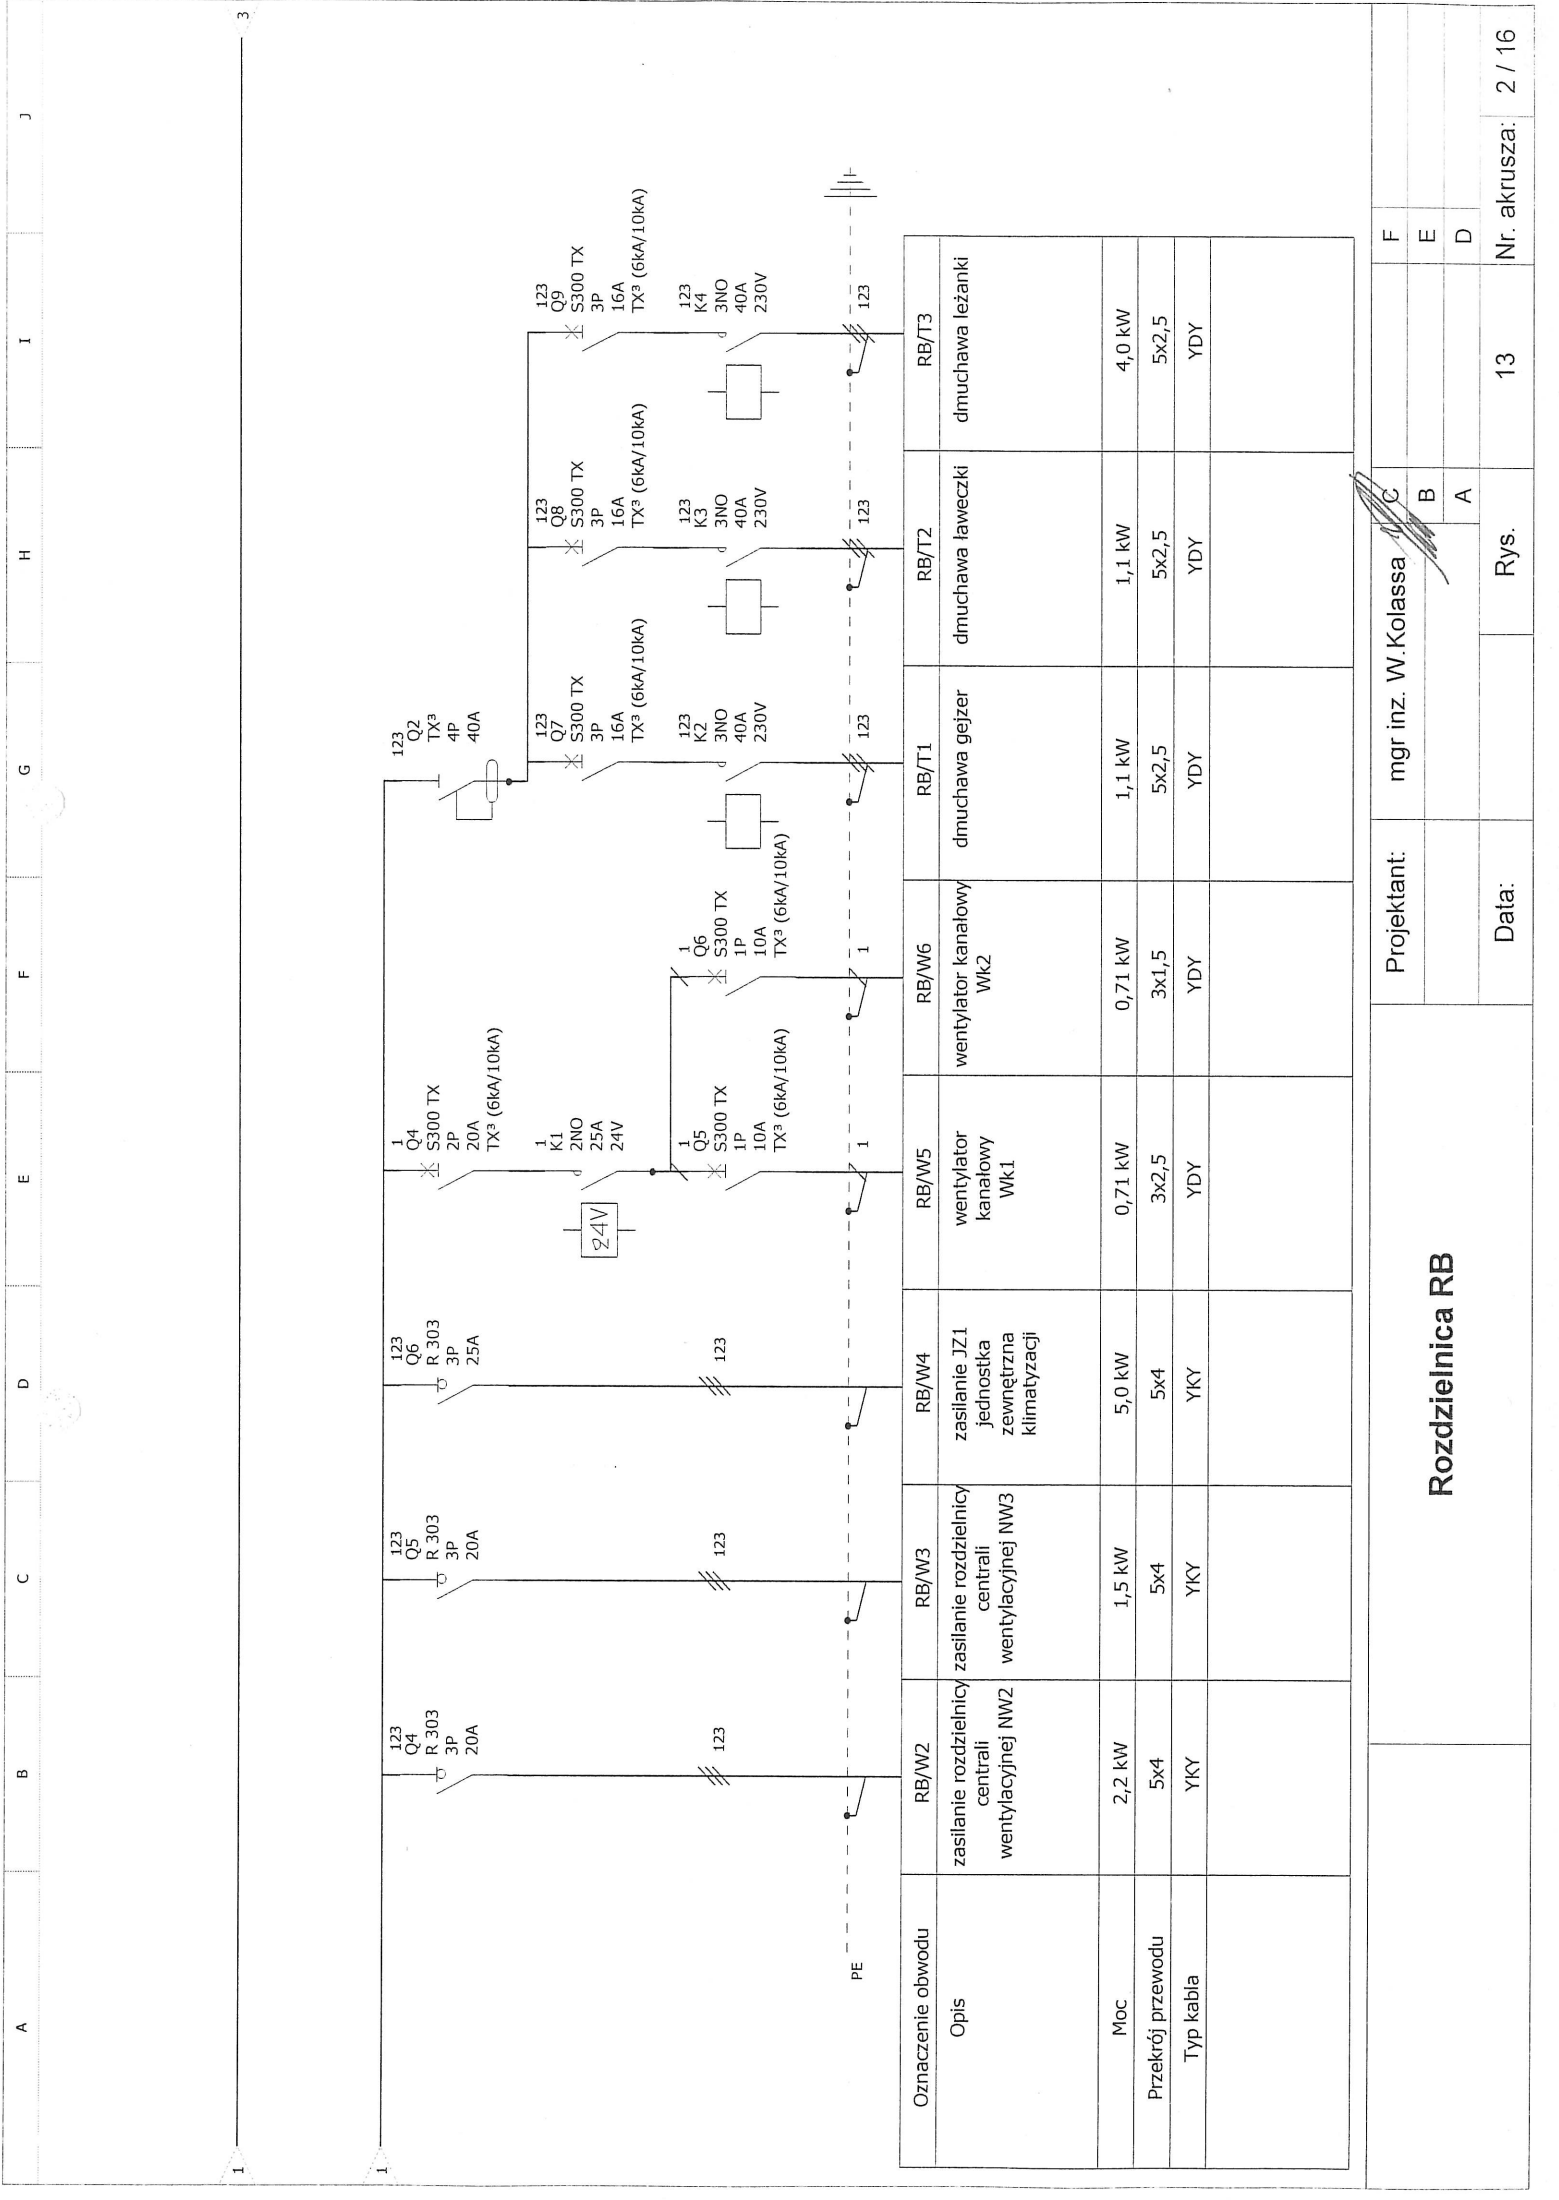 A B C D E F G H I J
1 3
1
123
Q4
R 303
3P
20A
123
Q5
R 303
3P
20A
123
Q6
R 303
3P
25A
1
Q4
S300 TX
2P
20A
TX³ (6kA/10kA)
1
K1
2NO
25A
24V
24V
1
Q5
S300 TX
1P
10A
TX³ (6kA/10kA)
1
Q6
S300 TX
1P
10A
TX³ (6kA/10kA)
123
Q2
TX³
4P
40A
123
Q7
S300 TX
3P
16A
TX³ (6kA/10kA)
123
K2
3NO
40A
230V
123
Q8
S300 TX
3P
16A
TX³ (6kA/10kA)
123
K3
3NO
40A
230V
123
Q9
S300 TX
3P
16A
TX³ (6kA/10kA)
123
K4
3NO
40A
230V
123 123 123
1 1 123 123 123
PE
Oznaczenie obwodu RB/W2 RB/W3 RB/W4 RB/W5 RB/W6 RB/T1 RB/T2 RB/T3
Opis
zasilanie rozdzielnicy
centrali
wentylacyjnej NW2
zasilanie rozdzielnicy
centrali
wentylacyjnej NW3
zasilanie JZ1
jednostka
zewnętrzna
klimatyzacji
wentylator
kanałowy
Wk1
wentylator kanałowy
Wk2
dmuchawa gejzer
dmuchawa ławeczki
dmuchawa leżanki
Moc 2,2 kW 1,5 kW 5,0 kW 0,71 kW 0,71 kW 1,1 kW 1,1 kW 4,0 kW
Przekrój przewodu 5x4 5x4 5x4 3x2,5 3x1,5 5x2,5 5x2,5 5x2,5
Typ kabla YKY YKY YKY YDY YDY YDY YDY YDY
Rozdzielnica RB
Projektant: mgr inz. W.Kolassa C F
B E
A D
Data: Rys. 13 Nr. akrusza: 2 / 16